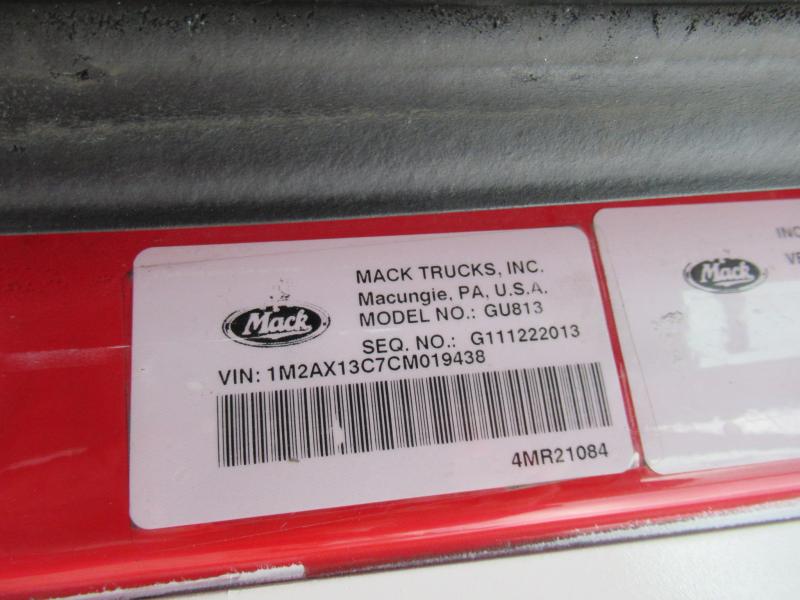 MACK TRUCKS, INC.
Macungie, PA, U.S.A.
MODEL NO.: GU813
Mack
SEQ. NO.: G111222013
VIN: 1M2AX13C7CM019438
4MR21084
Mack